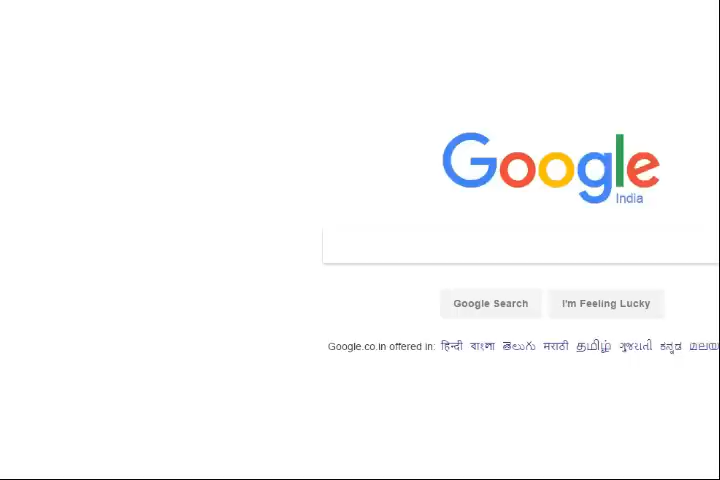 Google
India
Google Search I'm Feeling Lucky
Google.co.in offered in: हिन्दी বাংলা తెలుగు मराठी தமிழ் ગુજરાતી ಕನ್ನಡ